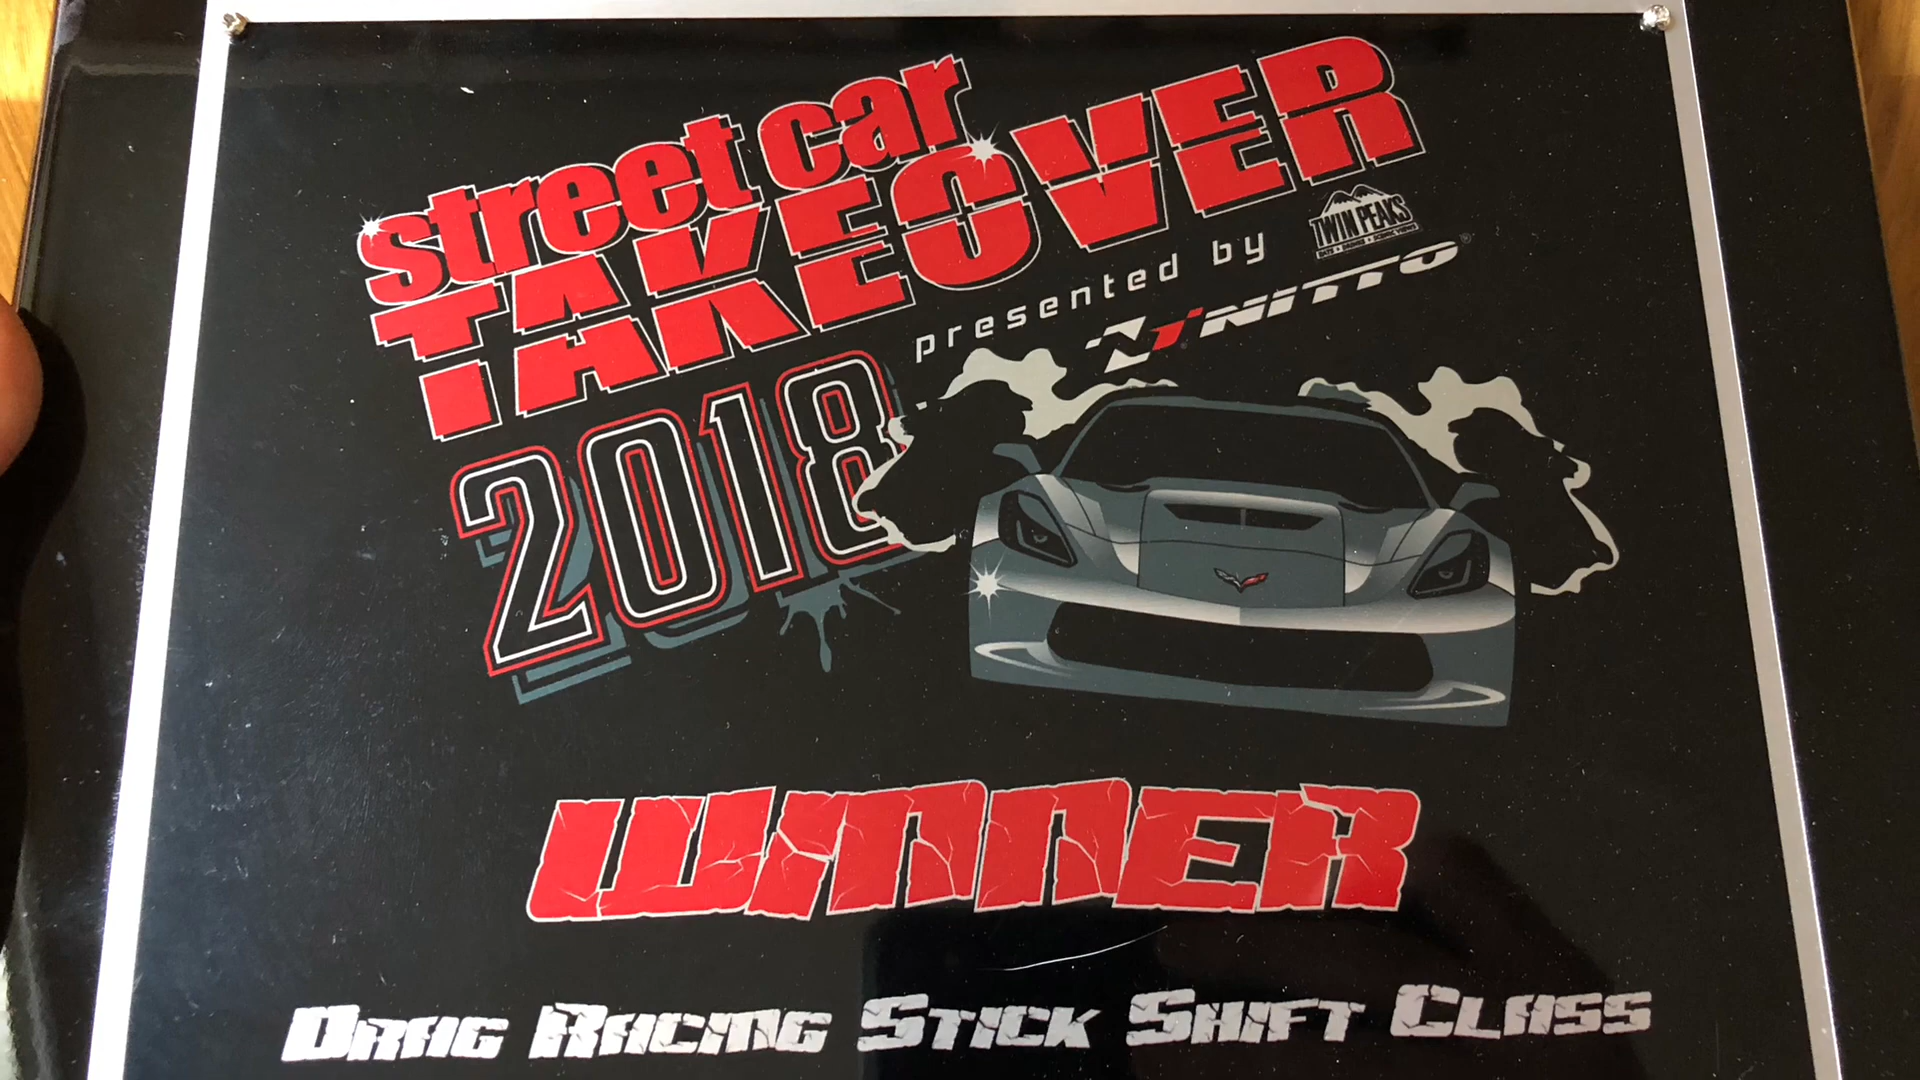 street car
TAKEOVER
presented by
TWIN PEAKS
NITTO
2018
WINNER
DRAG RACING STICK SHIFT CLASS